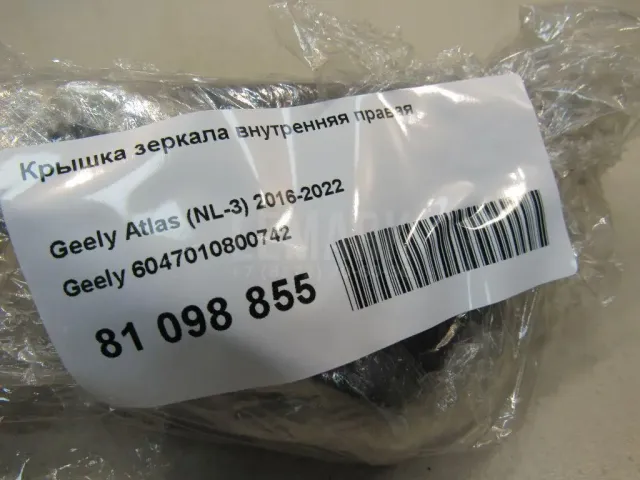 Крышка зеркала внутренняя правая
Geely Atlas (NL-3) 2016-2022
Geely 6047010800742
81 098 855